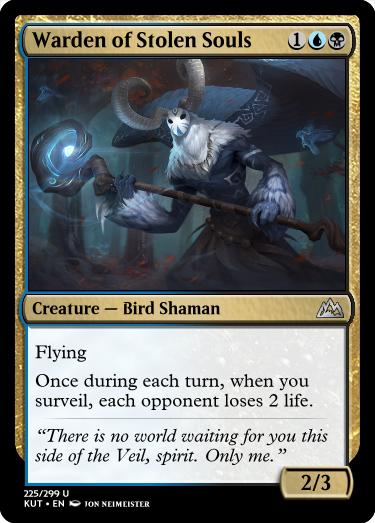 Warden of Stolen Souls 1
Creature — Bird Shaman
Flying
Once during each turn, when you
surveil, each opponent loses 2 life.
“There is no world waiting for you this
side of the Veil, spirit. Only me.”
2/3
225/299 U
KUT • EN JON NEIMEISTER